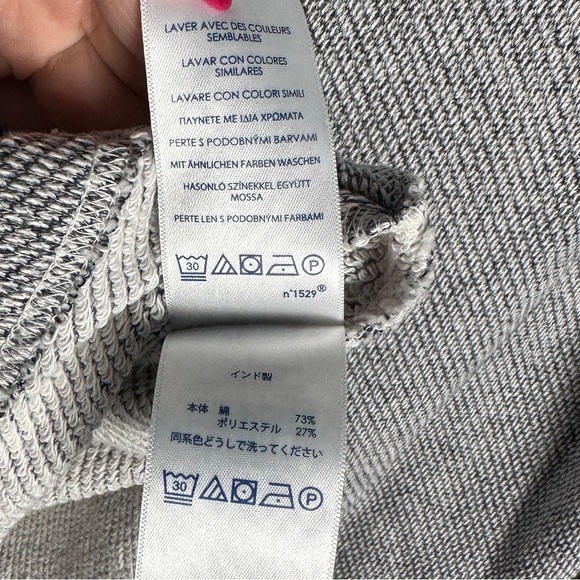 LAVER AVEC DES COULEURS
SEMBLABLES
LAVAR CON COLORES
SIMILARES
LAVARE CON COLORI SIMILI
ΠΛΥΝΕΤΕ ΜΕ ΙΔΙΑ ΧΡΩΜΑΤΑ
PERTE S PODOBNÝMI BARVAMI
MIT ÄHNLICHEN FARBEN WASCHEN
HASONLÓ SZÍNEKKEL EGYÜTT
MOSSA
PERTE LEN S PODOBNÝMI FARBAMI
30 P
n°1529®
インド製
本体 綿 73%
ポリエステル 27%
同系色どうしで洗ってください
30 P